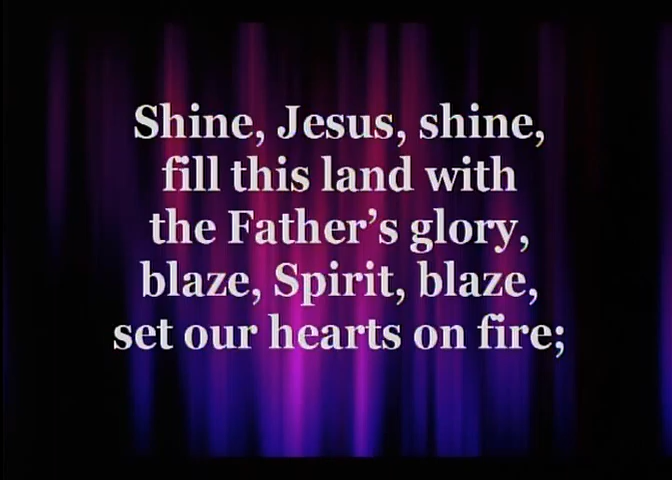 Shine, Jesus, shine,
fill this land with
the Father’s glory,
blaze, Spirit, blaze,
set our hearts on fire;